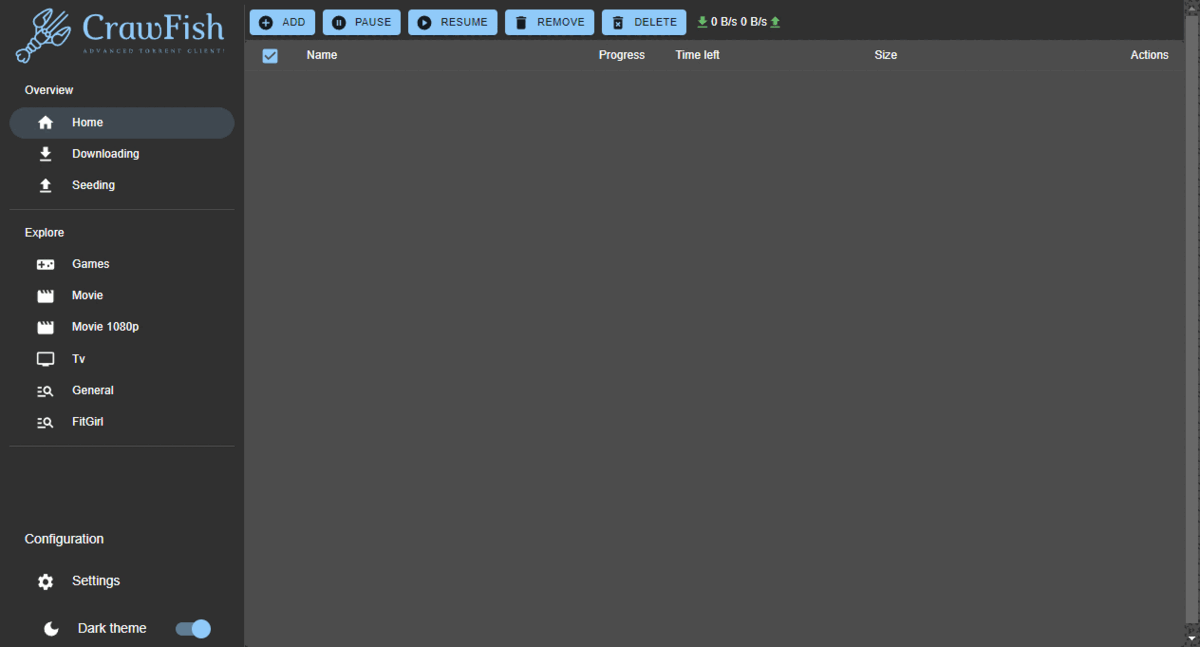 CrawFish
ADVANCED TORRENT CLIENT!
Overview
Home
Downloading
Seeding
Explore
Games
Movie
Movie 1080p
Tv
General
FitGirl
Configuration
Settings
Dark theme
ADD PAUSE RESUME REMOVE DELETE 0 B/s 0 B/s
Name Progress Time left Size Actions